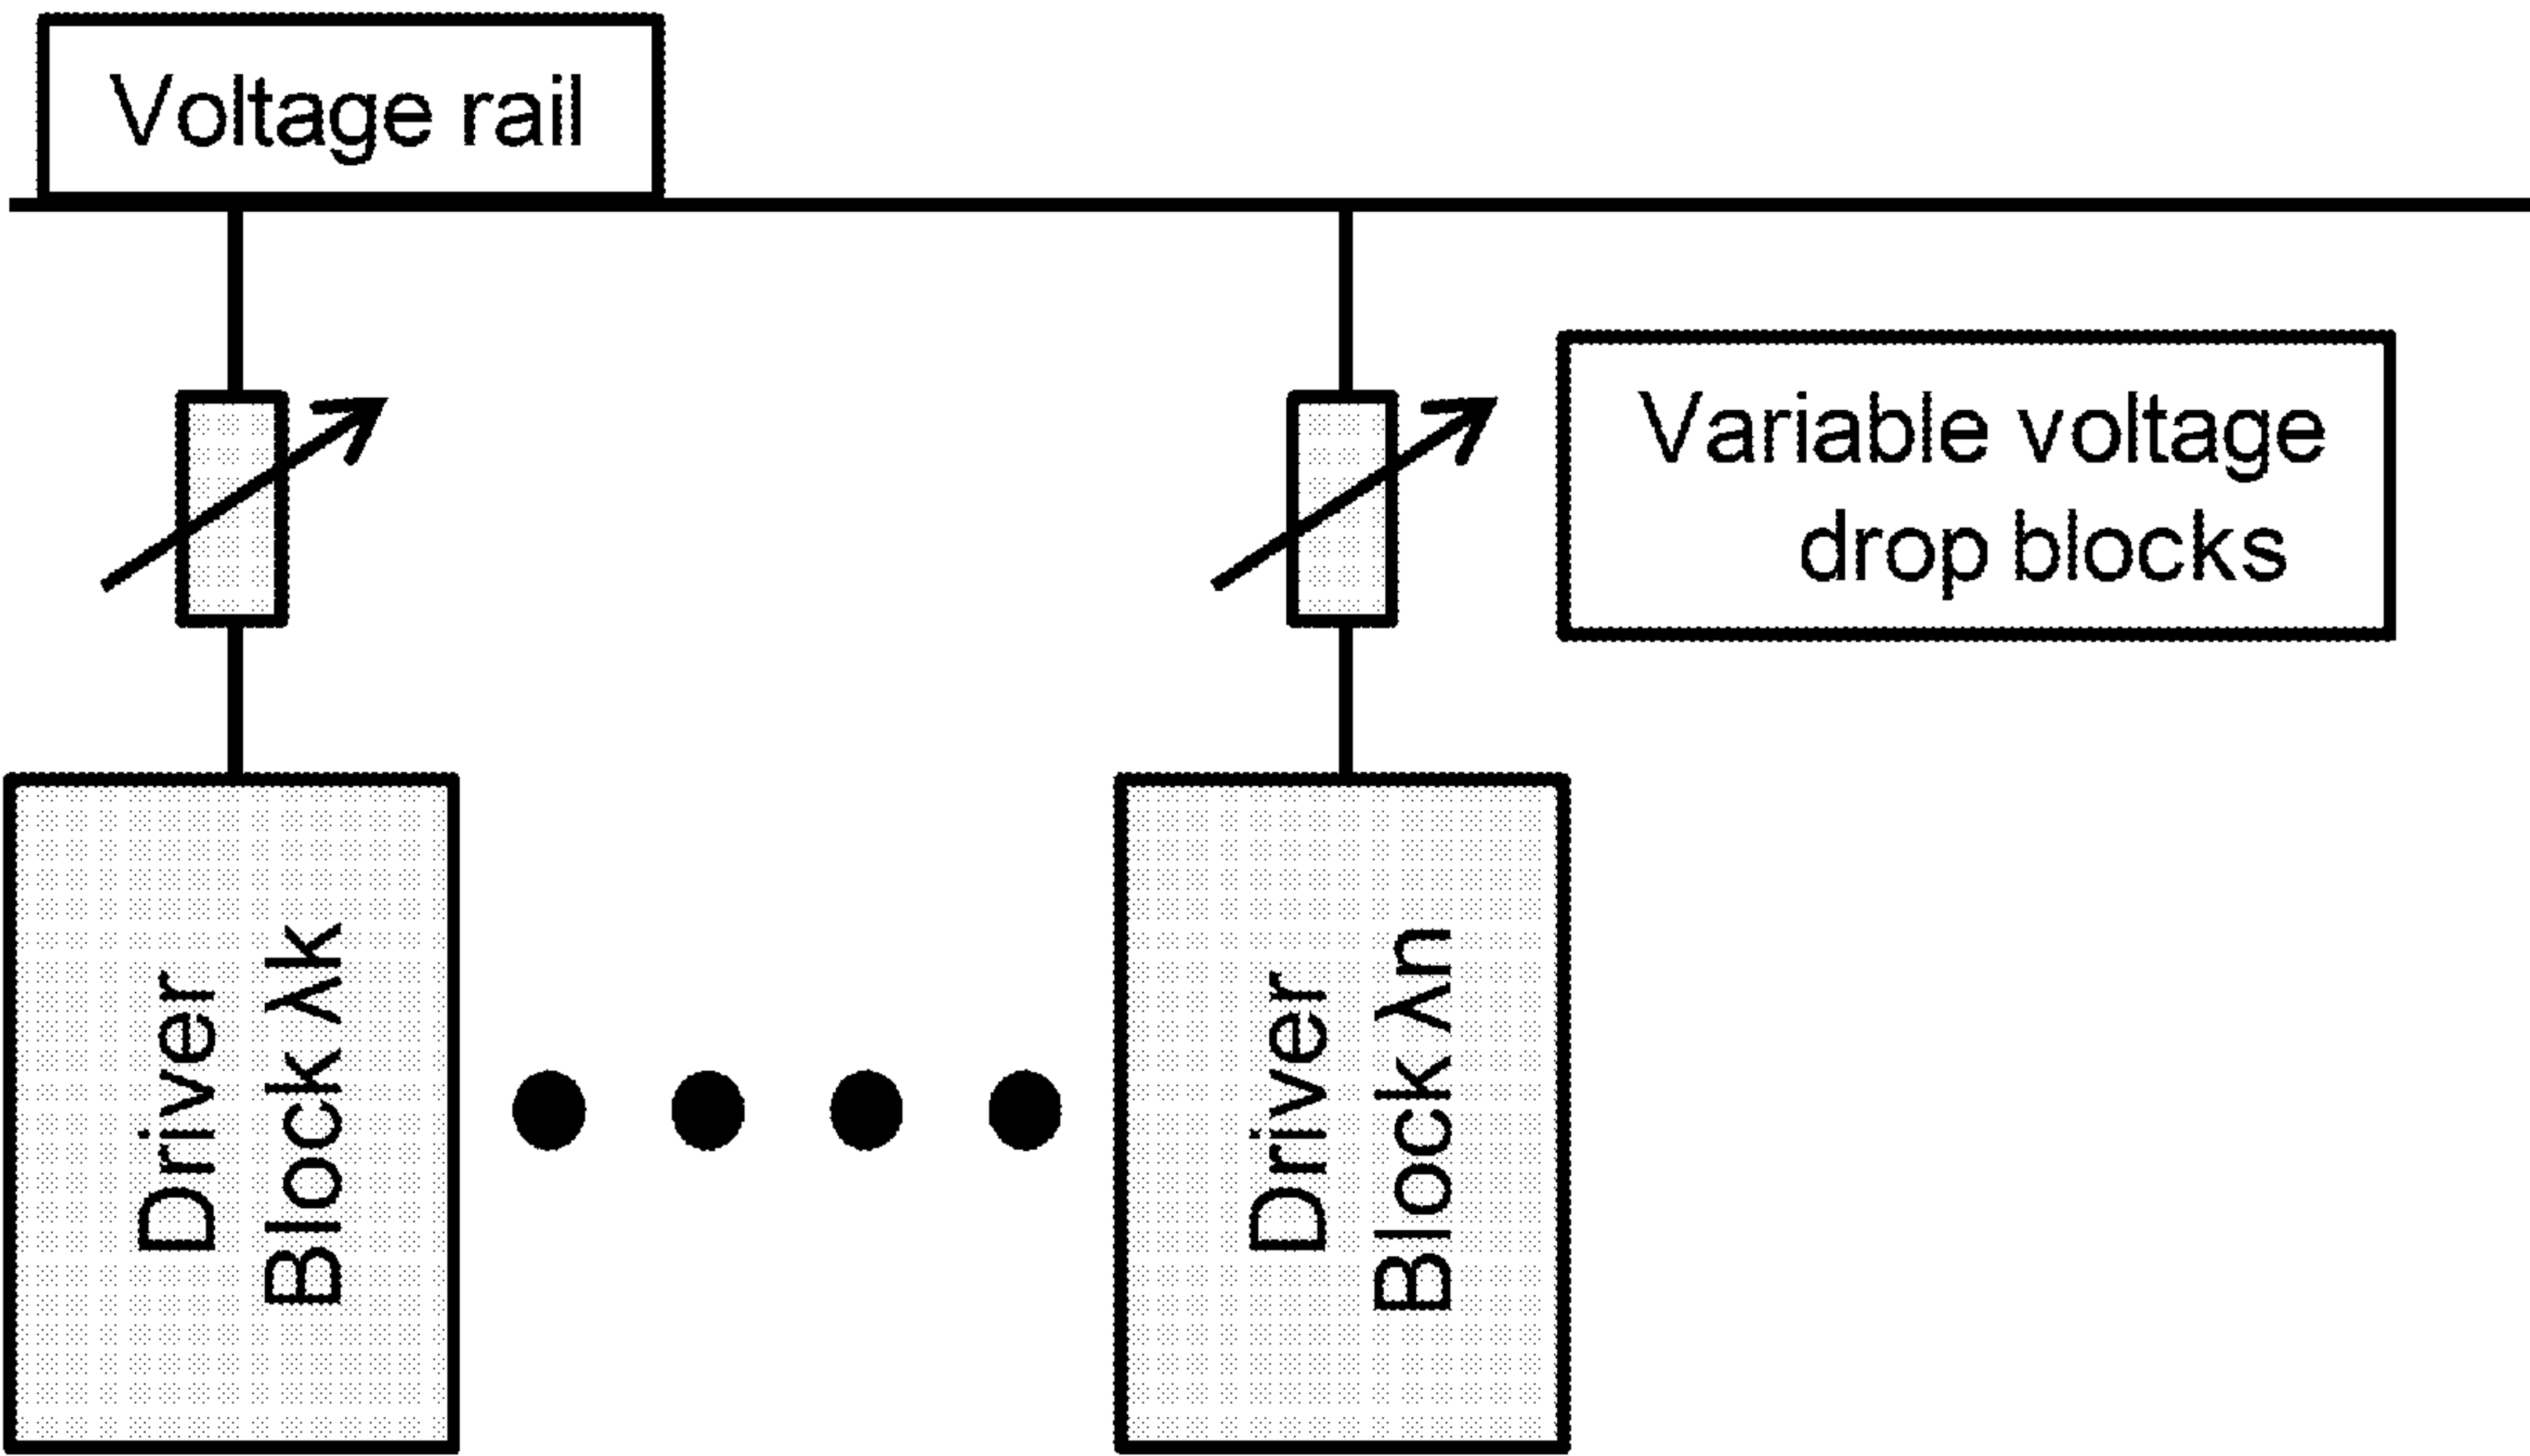 Voltage rail
Variable voltage
drop blocks
Driver
Block λk
Driver
Block λn